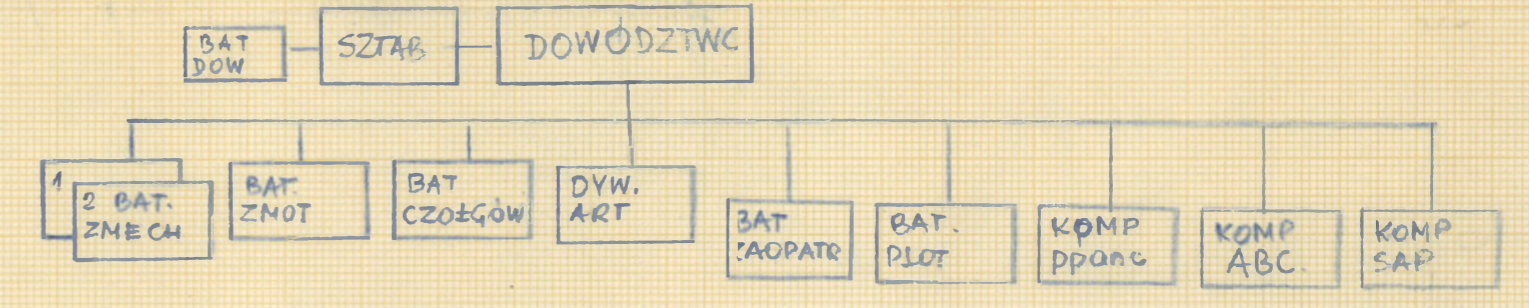 BAT
DOW
SZTAB
DOWÓDZTWO
1
2 BAT.
ZMECH
BAT.
ZMOT
BAT
CZOŁGÓW
DYW.
ART
BAT
ZAOPATR
BAT.
PLOT
KOMP
ppanc
KOMP
ABC.
KOMP
SAP